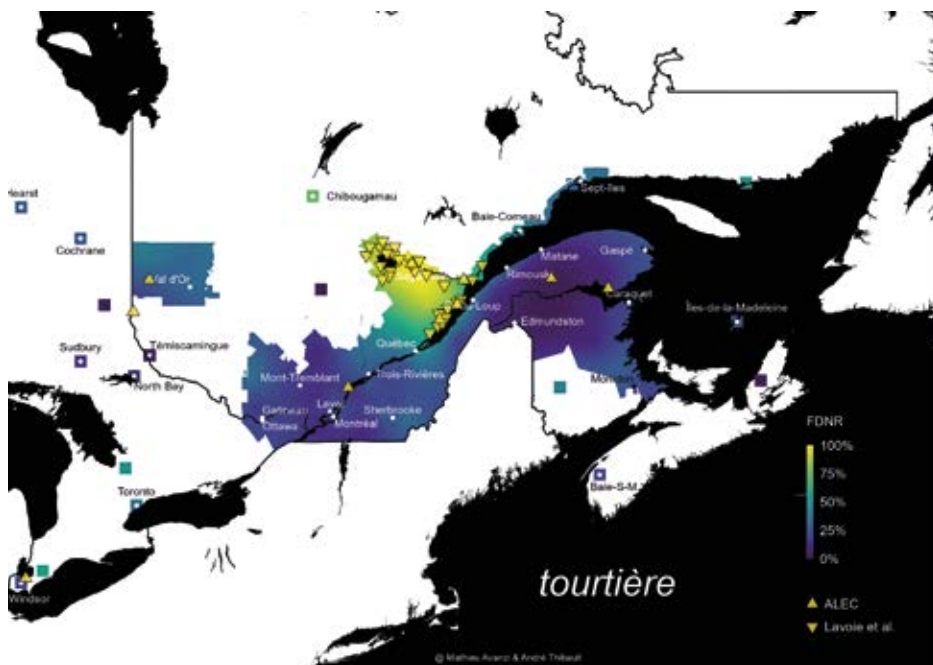 Sept-Îles
Chibougamau
Hearst
Baie-Comeau
Cochrane
Matane
Gaspé
Val d'Or
Rimouski
Caraquet
Îles-de-la-Madeleine
Edmundston
Sudbury
Témiscamingue
Québec
North Bay
Mont-Tremblant
Trois-Rivières
Moncton
Gatineau
Laval
Sherbrooke
Ottawa
Montréal
FDNR
100%
75%
50%
25%
0%
Toronto
Baie-S-M.
Windsor
tourtière
ALEC
Lavoie et al.
@ Mathieu Avanzi & André Thibault